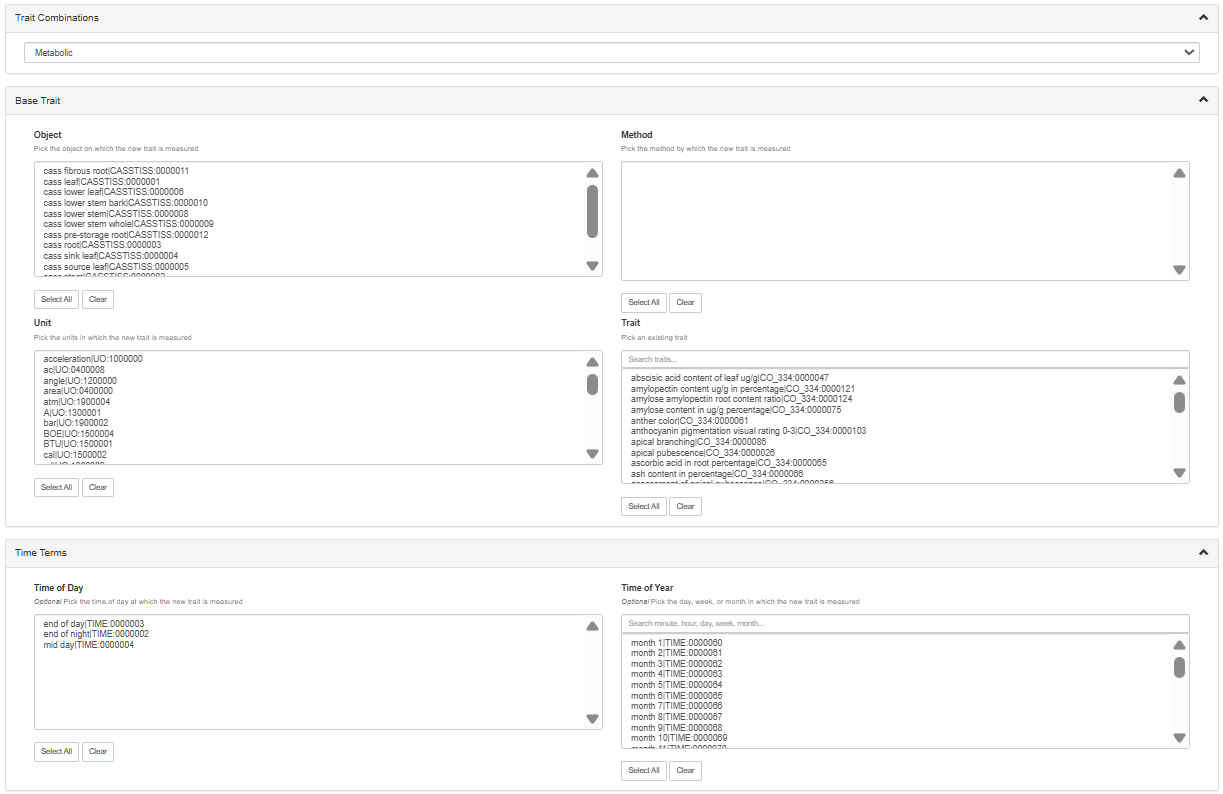 Trait Combinations
Metabolic
Base Trait
Object
Pick the object on which the new trait is measured
cass fibrous root|CASSTISS:0000011
cass leaf|CASSTISS:0000001
cass lower leaf|CASSTISS:0000006
cass lower stem bark|CASSTISS:0000010
cass lower stem|CASSTISS:0000008
cass lower stem whole|CASSTISS:0000009
cass pre-storage root|CASSTISS:0000012
cass root|CASSTISS:0000003
cass sink leaf|CASSTISS:0000004
cass source leaf|CASSTISS:0000005
Select All
Clear
Method
Pick the method by which the new trait is measured
Select All
Clear
Unit
Pick the units in which the new trait is measured
acceleration|UO:1000000
ac|UO:0400008
angle|UO:1200000
area|UO:0400000
atm|UO:1900004
A|UO:1300001
bar|UO:1900002
BOE|UO:1500004
BTU|UO:1500001
cal|UO:1500002
Select All
Clear
Trait
Pick an existing trait
Search traits...
abscisic acid content of leaf ug/g|CO_334:0000047
amylopectin content ug/g in percentage|CO_334:0000121
amylose amylopectin root content ratio|CO_334:0000124
amylose content in ug/g percentage|CO_334:0000075
anther color|CO_334:0000061
anthocyanin pigmentation visual rating 0-3|CO_334:0000103
apical branching|CO_334:0000086
apical pubescence|CO_334:0000026
ascorbic acid in root percentage|CO_334:0000065
ash content in percentage|CO_334:0000066
Select All
Clear
Time Terms
Time of Day
Optional Pick the time of day at which the new trait is measured
end of day|TIME:0000003
end of night|TIME:0000002
mid day|TIME:0000004
Select All
Clear
Time of Year
Optional Pick the day, week, or month in which the new trait is measured
Search minute, hour, day, week, month...
month 1|TIME:0000060
month 2|TIME:0000061
month 3|TIME:0000062
month 4|TIME:0000063
month 5|TIME:0000064
month 6|TIME:0000065
month 7|TIME:0000066
month 8|TIME:0000067
month 9|TIME:0000068
month 10|TIME:0000069
Select All
Clear